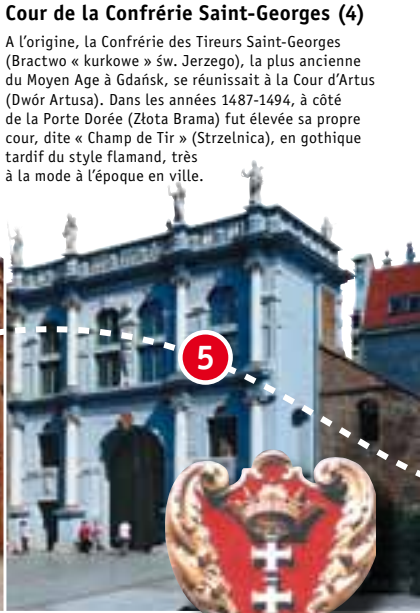 Cour de la Confrérie Saint-Georges (4)
A l’origine, la Confrérie des Tireurs Saint-Georges
(Bractwo « kurkowe » św. Jerzego), la plus ancienne
du Moyen Age à Gdańsk, se réunissait à la Cour d’Artus
(Dwór Artusa). Dans les années 1487-1494, à côté
de la Porte Dorée (Złota Brama) fut élevée sa propre
cour, dite « Champ de Tir » (Strzelnica), en gothique
tardif du style flamand, très
à la mode à l’époque en ville.
5